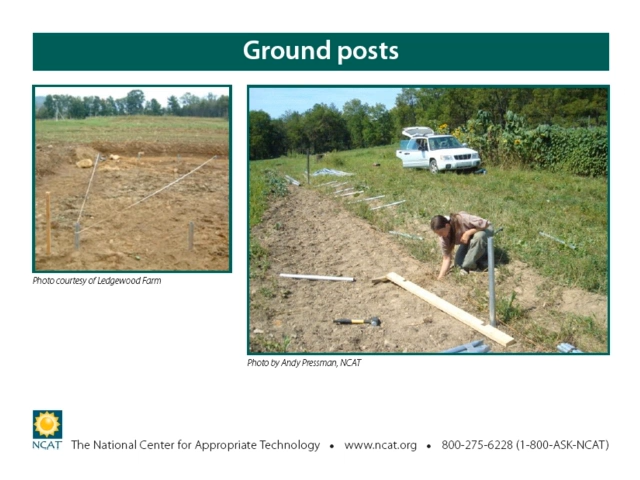 Ground posts
Photo courtesy of Ledgewood Farm
Photo by Andy Pressman, NCAT
NCAT
The National Center for Appropriate Technology • www.ncat.org • 800-275-6228 (1-800-ASK-NCAT)